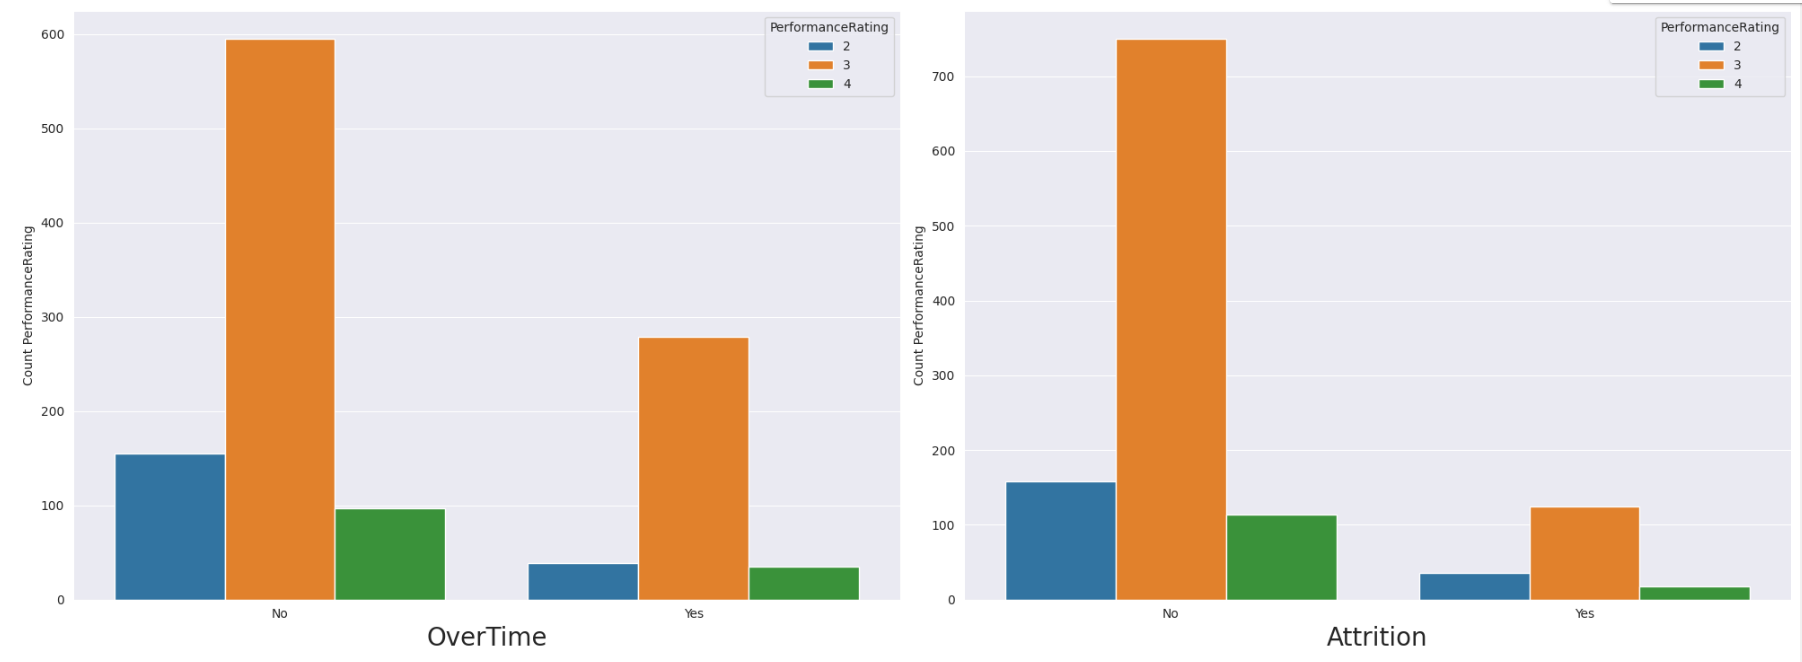 PerformanceRating
2
3
4
600
500
400
300
200
100
0
Count PerformanceRating
No Yes
OverTime
PerformanceRating
2
3
4
700
600
500
400
300
200
100
0
Count PerformanceRating
No Yes
Attrition